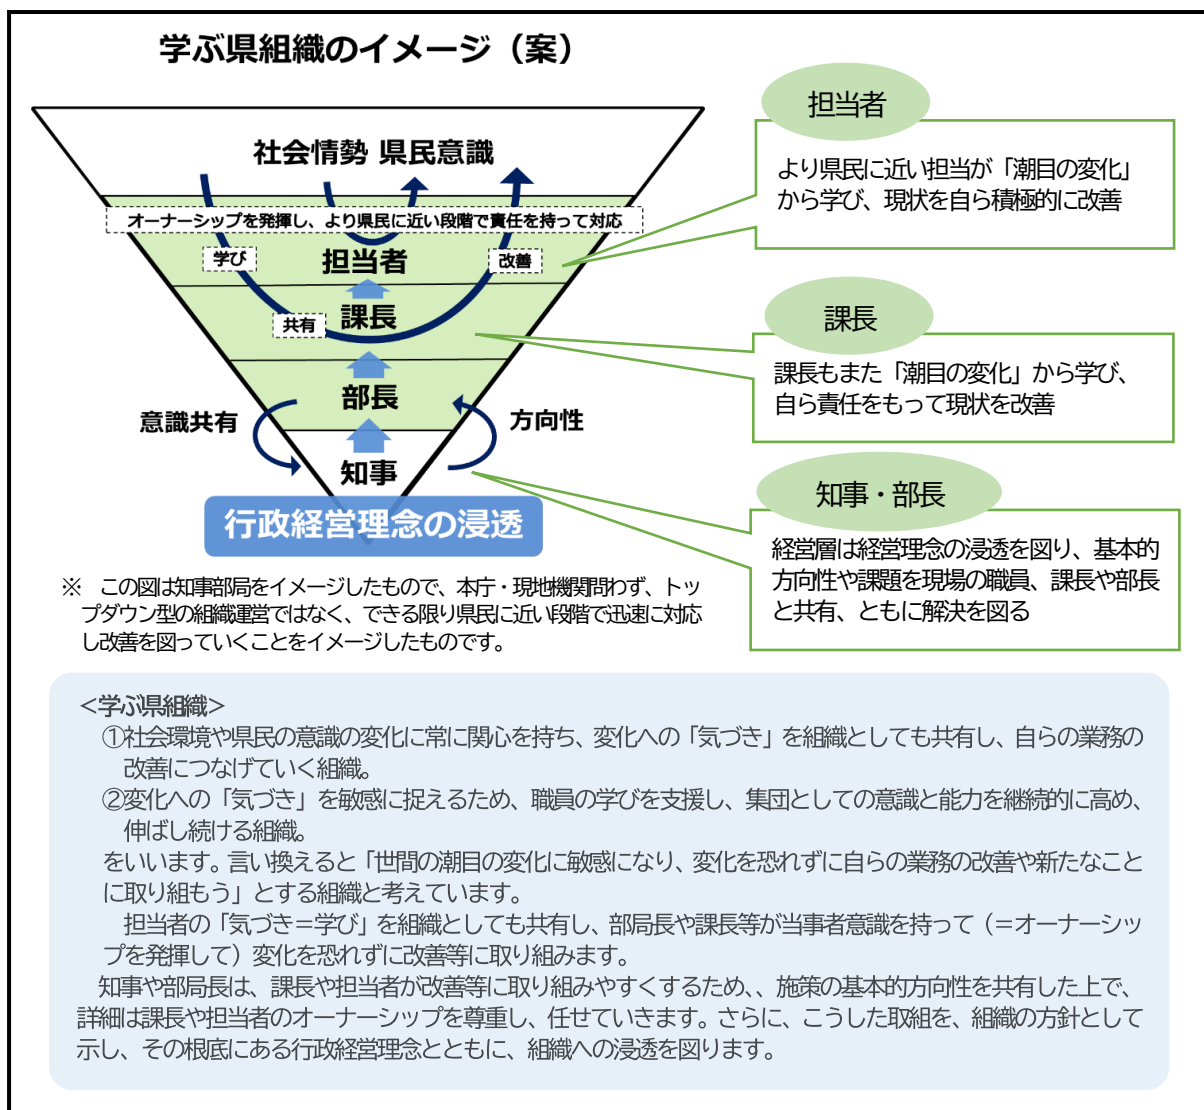 学ぶ県組織のイメージ（案）
社会情勢 県民意識
オーナーシップを発揮し、より県民に近い段階で責任を持って対応
学び
担当者
改善
共有
課長
部長
意識共有
方向性
知事
行政経営理念の浸透
※　この図は知事部局をイメージしたもので、本庁・現地機関問わず、トッ
プダウン型の組織運営ではなく、できる限り県民に近い段階で迅速に対応
し改善を図っていくことをイメージしたものです。
担当者
より県民に近い担当が「潮目の変化」
から学び、現状を自ら積極的に改善
課長
課長もまた「潮目の変化」から学び、
自ら責任をもって現状を改善
知事・部長
経営層は経営理念の浸透を図り、基本的
方向性や課題を現場の職員、課長や部長
と共有、ともに解決を図る
＜学ぶ県組織＞
①社会環境や県民の意識の変化に常に関心を持ち、変化への「気づき」を組織としても共有し、自らの業務の
改善につなげていく組織。
②変化への「気づき」を敏感に捉えるため、職員の学びを支援し、集団としての意識と能力を継続的に高め、
伸ばし続ける組織。
をいいます。言い換えると「世間の潮目の変化に敏感になり、変化を恐れずに自らの業務の改善や新たなこと
に取り組もう」とする組織と考えています。
担当者の「気づき＝学び」を組織としても共有し、部局長や課長等が当事者意識を持って（＝オーナーシッ
プを発揮して）変化を恐れずに改善等に取り組みます。
知事や部局長は、課長や担当者が改善等に取り組みやすくするため、、施策の基本的方向性を共有した上で、
詳細は課長や担当者のオーナーシップを尊重し、任せていきます。さらに、こうした取組を、組織の方針として
示し、その根底にある行政経営理念とともに、組織への浸透を図ります。